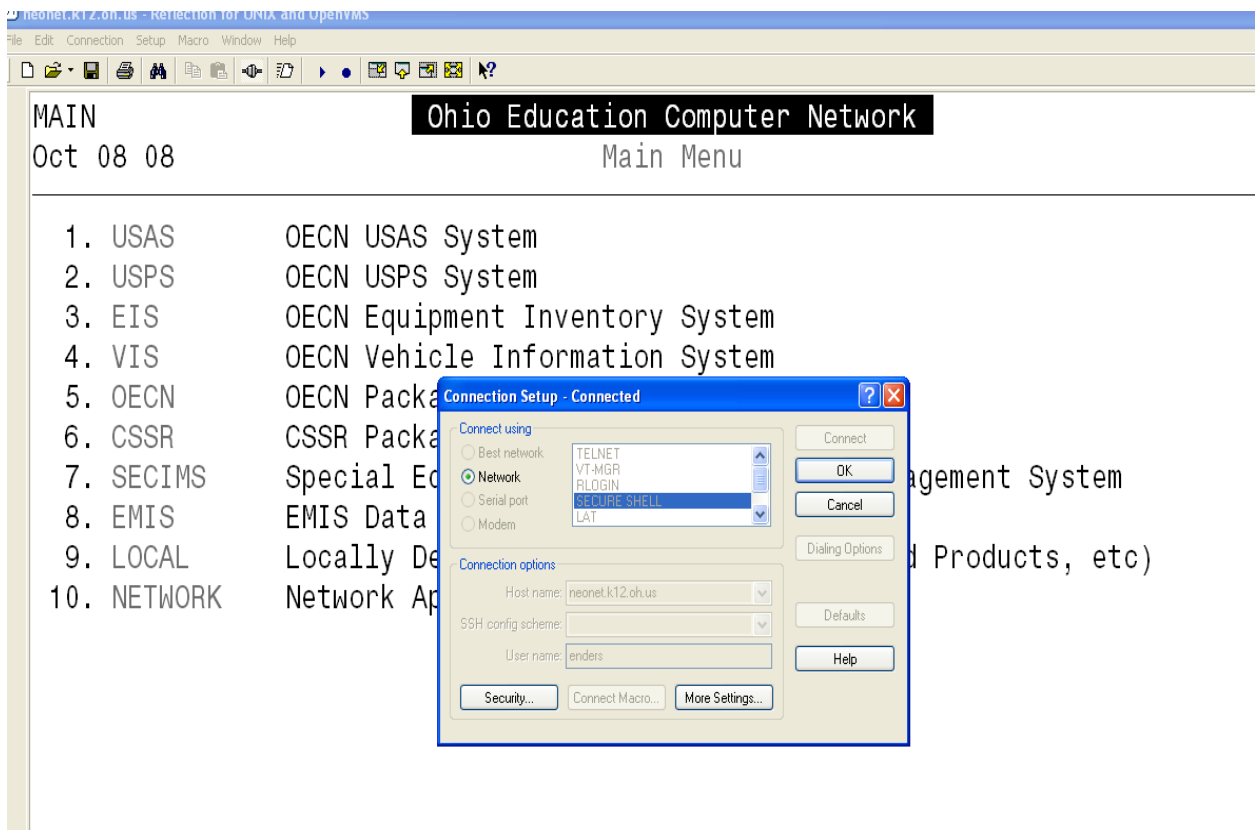 neonet.k12.oh.us - Reflection for UNIX and OpenVMS
File Edit Connection Setup Macro Window Help
MAIN Ohio Education Computer Network
Oct 08 08 Main Menu
1. USAS OECN USAS System
2. USPS OECN USPS System
3. EIS OECN Equipment Inventory System
4. VIS OECN Vehicle Information System
5. OECN OECN Packa
6. CSSR CSSR Packa
7. SECIMS Special Ed agement System
8. EMIS EMIS Data
9. LOCAL Locally De d Products, etc)
10. NETWORK Network Ap
Connection Setup - Connected
Connect using
Best network
Network
Serial port
Modem
TELNET
VT-MGR
RLOGIN
SECURE SHELL
LAT
Connect
OK
Cancel
Dialing Options
Connection options
Host name: neonet.k12.oh.us
SSH config scheme:
User name: enders
Defaults
Help
Security... Connect Macro... More Settings...